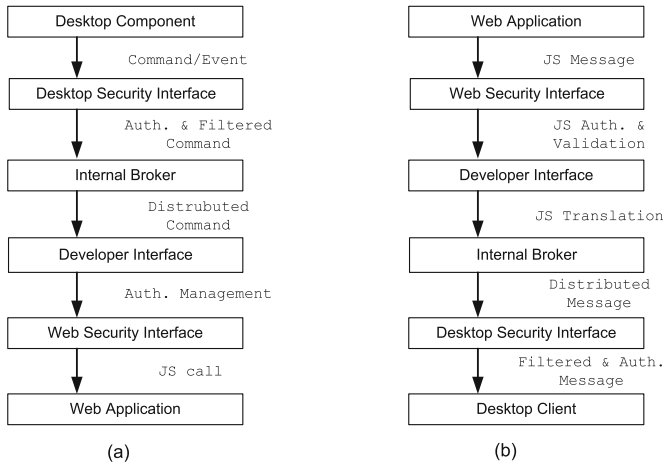 Desktop Component
Command/Event
Desktop Security Interface
Auth. & Filtered
Command
Internal Broker
Distrubuted
Command
Developer Interface
Auth. Management
Web Security Interface
JS call
Web Application
(a)
Web Application
JS Message
Web Security Interface
JS Auth. &
Validation
Developer Interface
JS Translation
Internal Broker
Distributed
Message
Desktop Security Interface
Filtered & Auth.
Message
Desktop Client
(b)